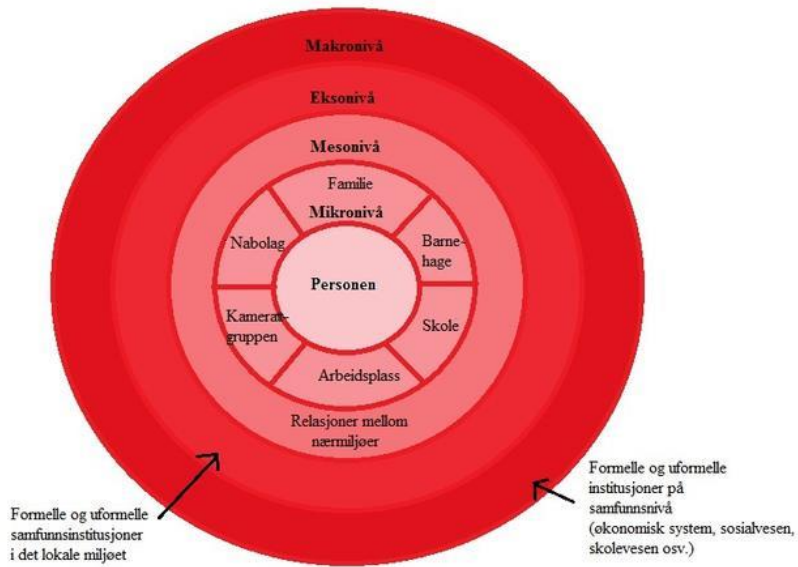 Makronivå
Eksonivå
Mesonivå
Familie
Mikronivå
Nabolag
Barne-
hage
Personen
Kamerat-
gruppen
Skole
Arbeidsplass
Relasjoner mellom
nærmiljøer
Formelle og uformelle
samfunnsinstitusjoner
i det lokale miljøet
Formelle og uformelle
institusjoner på
samfunnsnivå
(økonomisk system, sosialvesen,
skolevesen osv.)